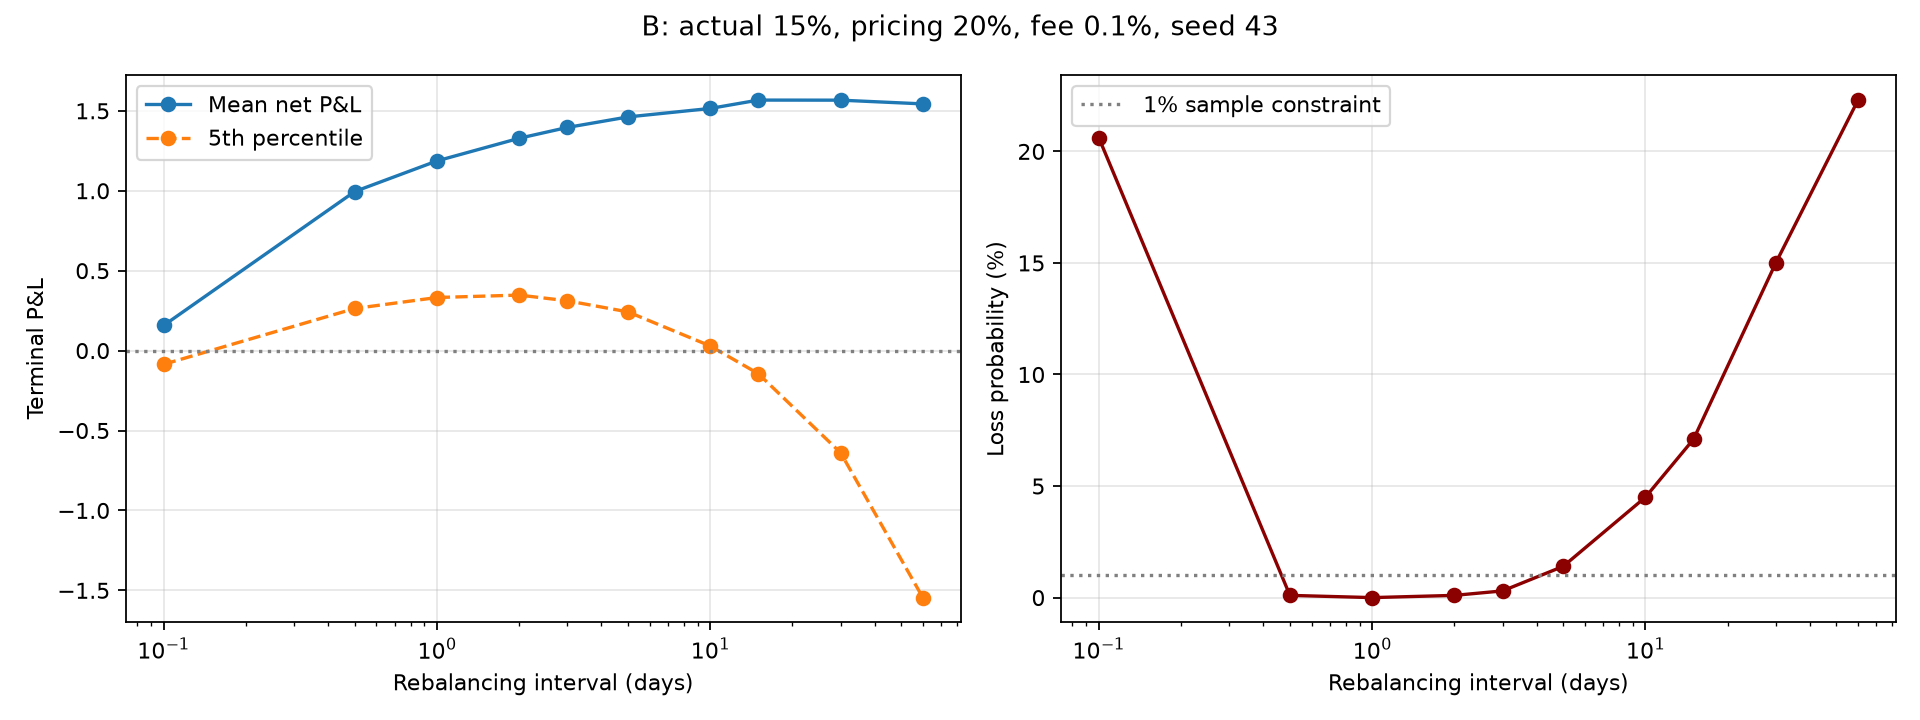 B: actual 15%, pricing 20%, fee 0.1%, seed 43
Mean net P&L
5th percentile
1.5
1.0
0.5
0.0
−0.5
−1.0
−1.5
Terminal P&L
10⁻¹
10⁰
10¹
Rebalancing interval (days)
1% sample constraint
20
15
10
5
0
Loss probability (%)
10⁻¹
10⁰
10¹
Rebalancing interval (days)